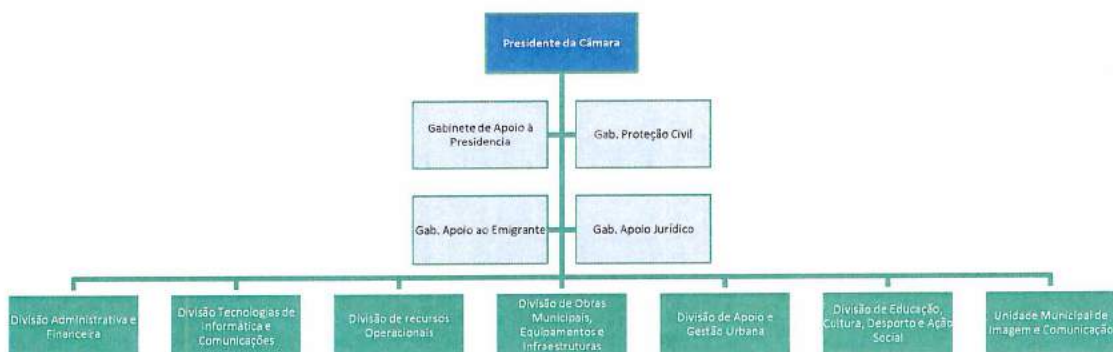 Presidente da Câmara
Gabinete de Apoio à
Presidencia
Gab. Proteção Civil
Gab. Apoio ao Emigrante
Gab. Apoio Jurídico
Divisão Administrativa e
Financeira
Divisão Tecnologias de
Informática e
Comunicações
Divisão de recursos
Operacionais
Divisão de Obras
Municipais,
Equipamentos e
Infraestruturas
Divisão de Apoio e
Gestão Urbana
Divisão de Educação,
Cultura, Desporto e Ação
Social
Unidade Municipal de
Imagem e Comunicação